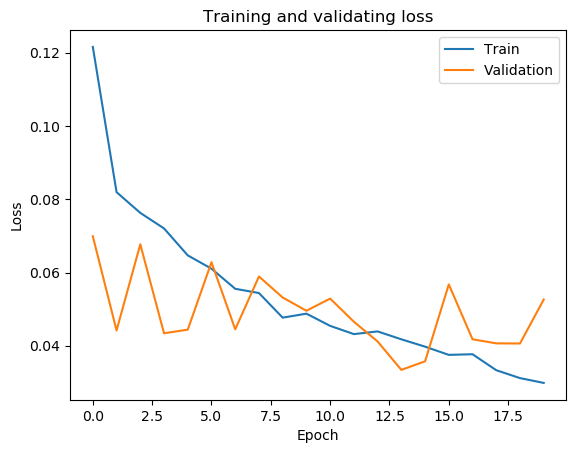 Training and validating loss
Train
Validation
0.12
0.10
0.08
0.06
0.04
Loss
0.0 2.5 5.0 7.5 10.0 12.5 15.0 17.5
Epoch